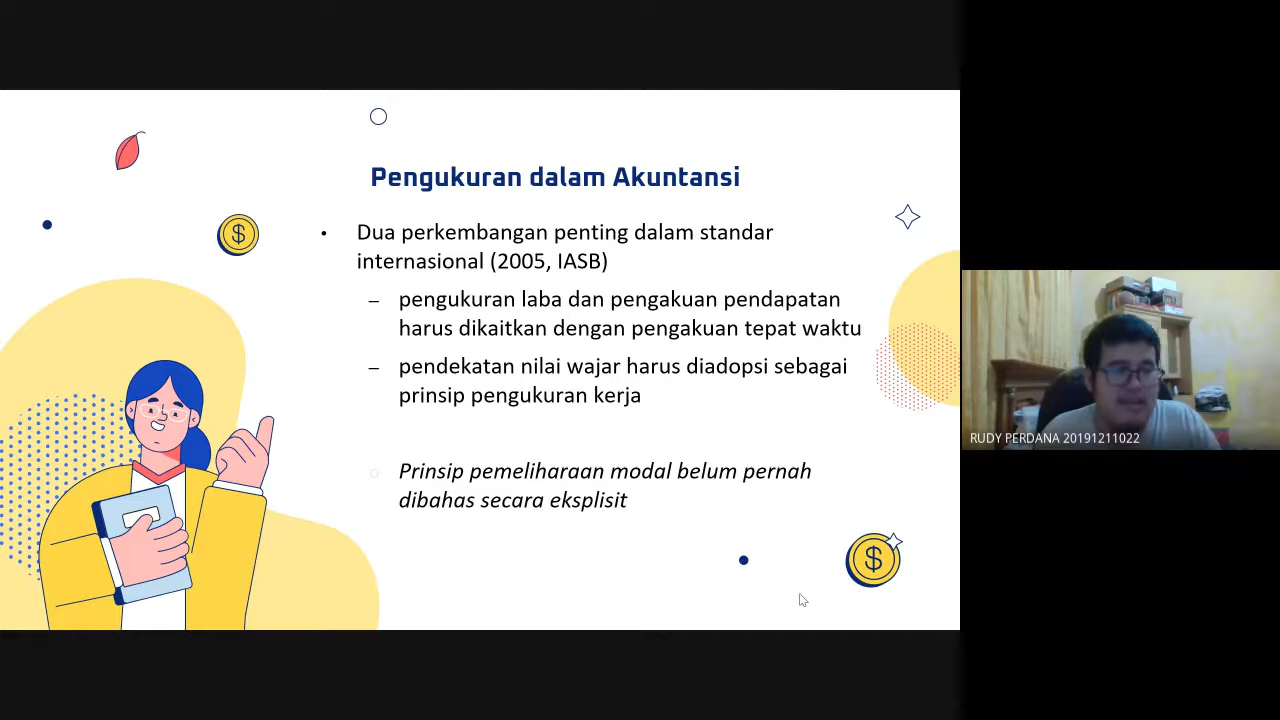 Pengukuran dalam Akuntansi
• Dua perkembangan penting dalam standar
internasional (2005, IASB)
– pengukuran laba dan pengakuan pendapatan
harus dikaitkan dengan pengakuan tepat waktu
– pendekatan nilai wajar harus diadopsi sebagai
prinsip pengukuran kerja
Prinsip pemeliharaan modal belum pernah
dibahas secara eksplisit
$
$
RUDY PERDANA 20191211022